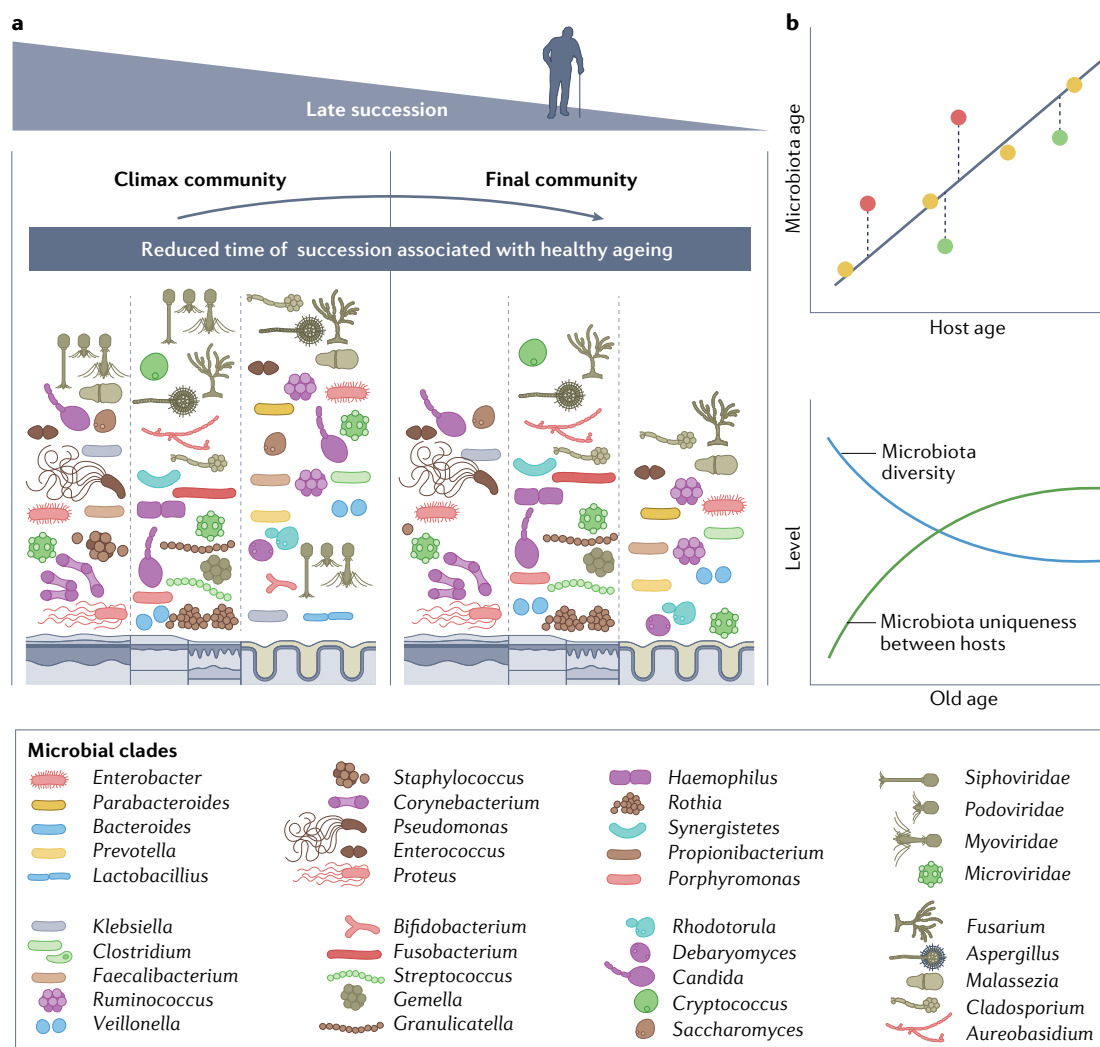 a
Late succession
Climax community
Final community
Reduced time of succession associated with healthy ageing
b
Microbiota age
Host age
Level
Microbiota
diversity
Microbiota uniqueness
between hosts
Old age
Microbial clades
Enterobacter
Parabacteroides
Bacteroides
Prevotella
Lactobacillius
Klebsiella
Clostridium
Faecalibacterium
Ruminococcus
Veillonella
Staphylococcus
Corynebacterium
Pseudomonas
Enterococcus
Proteus
Bifidobacterium
Fusobacterium
Streptococcus
Gemella
Granulicatella
Haemophilus
Rothia
Synergistetes
Propionibacterium
Porphyromonas
Rhodotorula
Debaryomyces
Candida
Cryptococcus
Saccharomyces
Siphoviridae
Podoviridae
Myoviridae
Microviridae
Fusarium
Aspergillus
Malassezia
Cladosporium
Aureobasidium